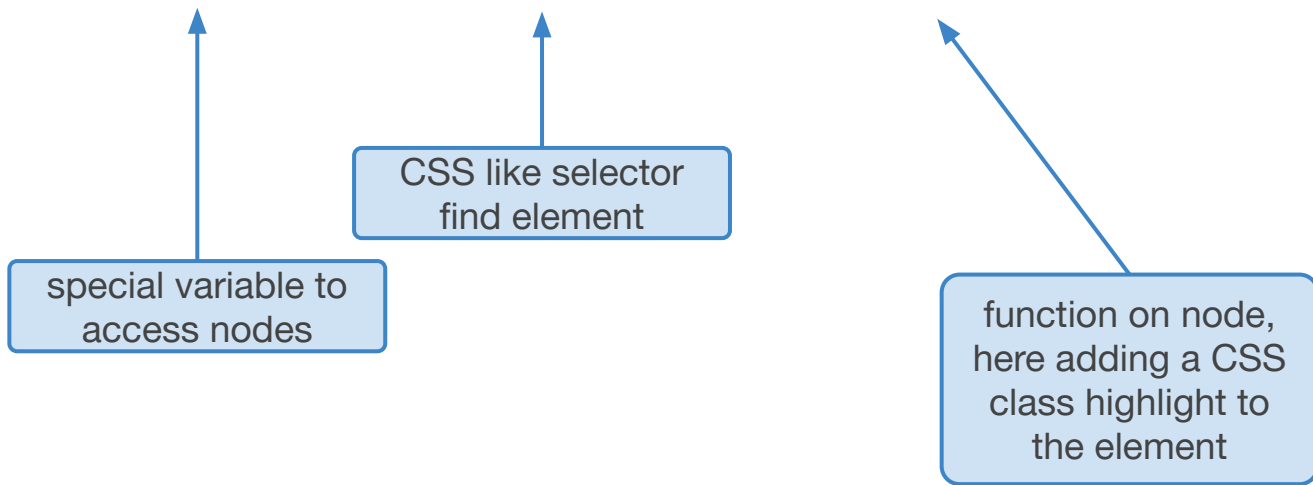 CSS like selector
find element
special variable to
access nodes
function on node,
here adding a CSS
class highlight to
the element